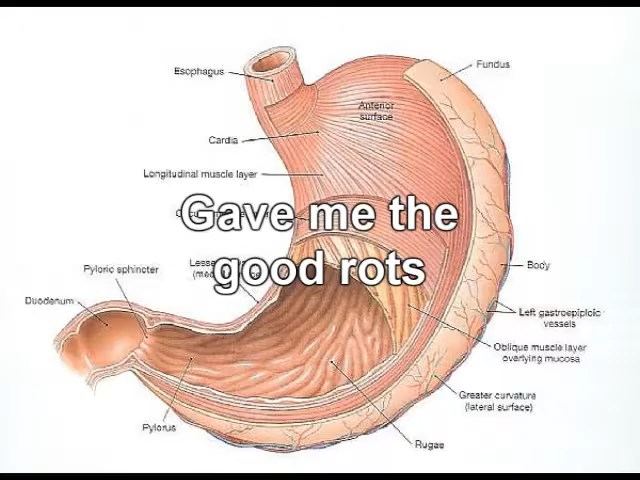 Esophagus
Fundus
Anterior
surface
Cardia
Longitudinal muscle layer
Gave me the
good rots
Pyloric sphincter
Body
Duodenum
Left gastroepiploic
vessels
Oblique muscle layer
overlying mucosa
Greater curvature
(lateral surface)
Pylorus
Rugae